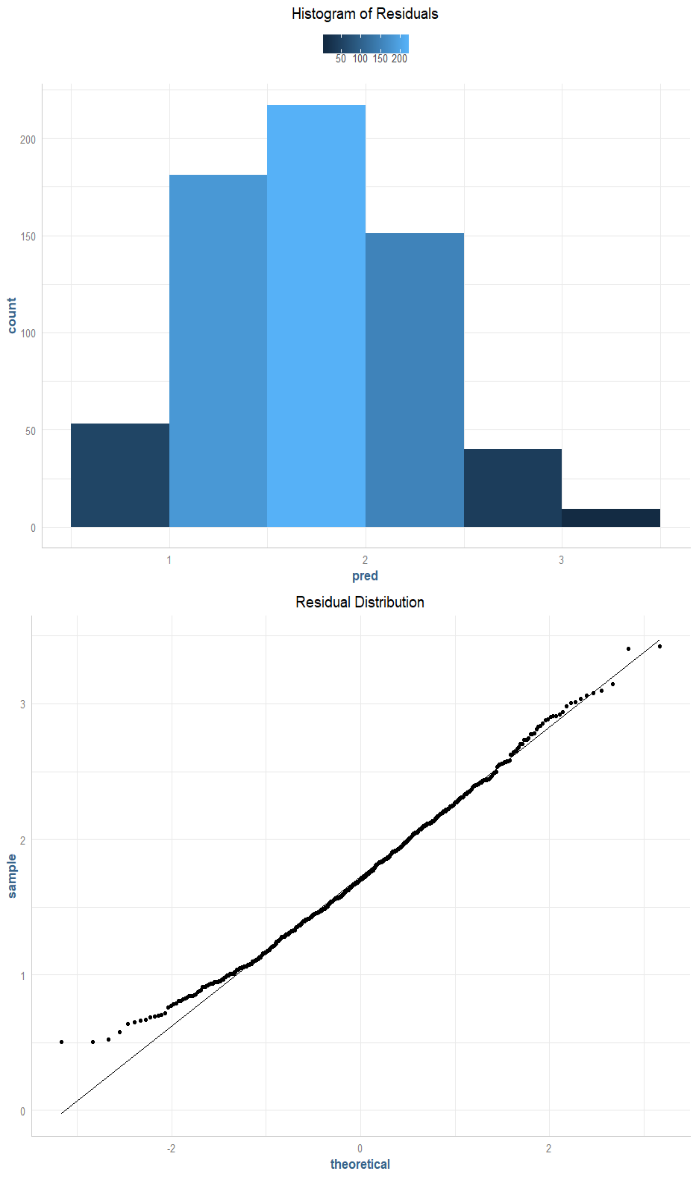 Histogram of Residuals
50 100 150 200
200
150
100
50
0
count
1 2 3
pred
Residual Distribution
3
2
1
0
sample
-2 0 2
theoretical